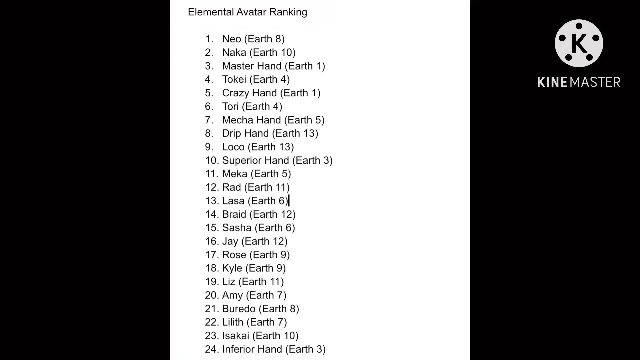 Elemental Avatar Ranking
1. Neo (Earth 8)
2. Naka (Earth 10)
3. Master Hand (Earth 1)
4. Tokei (Earth 4)
5. Crazy Hand (Earth 1)
6. Tori (Earth 4)
7. Mecha Hand (Earth 5)
8. Drip Hand (Earth 13)
9. Loco (Earth 13)
10. Superior Hand (Earth 3)
11. Meka (Earth 5)
12. Rad (Earth 11)
13. Lasa (Earth 6)
14. Braid (Earth 12)
15. Sasha (Earth 6)
16. Jay (Earth 12)
17. Rose (Earth 9)
18. Kyle (Earth 9)
19. Liz (Earth 11)
20. Amy (Earth 7)
21. Buredo (Earth 8)
22. Lilith (Earth 7)
23. Isakai (Earth 10)
24. Inferior Hand (Earth 3)
K
KINEMASTER